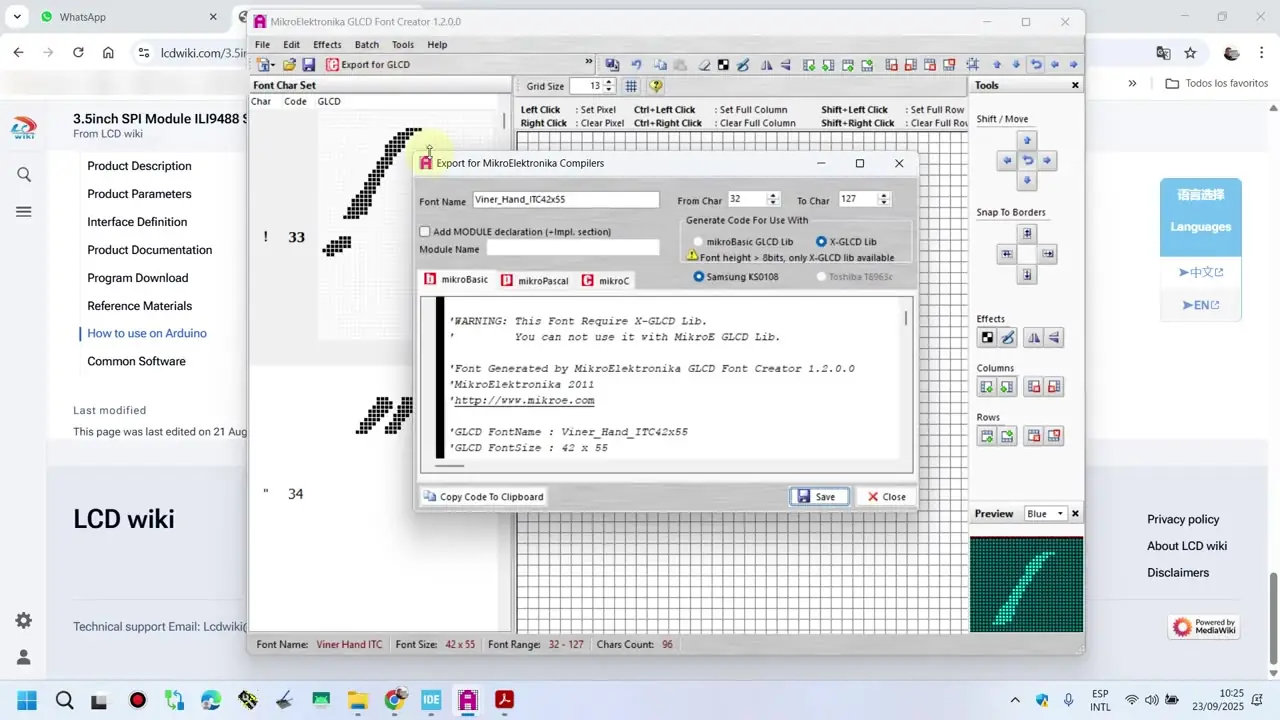 WhatsApp
lcdwiki.com/3.5in
Todos los favoritos
MikroElektronika GLCD Font Creator 1.2.0.0
File Edit Effects Batch Tools Help
Export for GLCD
Font Char Set
Char Code GLCD
! 33
" 34
Grid Size 13
Left Click : Set Pixel Ctrl+Left Click : Set Full Column Shift+Left Click : Set Full Row
Right Click : Clear Pixel Ctrl+Right Click : Clear Full Column Shift+Right Click : Clear Full Rou
Export for MikroElektronika Compilers
Font Name Viner_Hand_ITC42x55
From Char 32 To Char 127
Generate Code For Use With
Add MODULE declaration (+Impl. section)
mikroBasic GLCD Lib X-GLCD Lib
Module Name
Font height > 8bits, only X-GLCD lib available
Samsung KS0108 Toshiba T6963c
mikroBasic mikroPascal mikroC
'WARNING: This Font Require X-GLCD Lib.
' You can not use it with MikroE GLCD Lib.
'Font Generated by MikroElektronika GLCD Font Creator 1.2.0.0
'MikroElektronika 2011
'http://www.mikroe.com
'GLCD FontName : Viner_Hand_ITC42x55
'GLCD FontSize : 42 x 55
Copy Code To Clipboard
Save
Close
Tools
Shift / Move
Snap To Borders
Effects
Columns
Rows
Preview Blue
Font Name: Viner Hand ITC Font Size: 42 x 55 Font Range: 32 - 127 Chars Count: 96
LCD WIKI
3.5inch SPI Module ILI9488 S
From LCD wiki
Product Description
Product Parameters
Interface Definition
Product Documentation
Program Download
Reference Materials
How to use on Arduino
Common Software
Last modified
This page was last edited on 21 Aug
LCD wiki
Technical support Email: Lcdwiki@
语言选择
Languages
➤中文
➤EN
Privacy policy
About LCD wiki
Disclaimers
Powered by
MediaWiki
IDE
ESP
INTL
10:25
23/09/2025